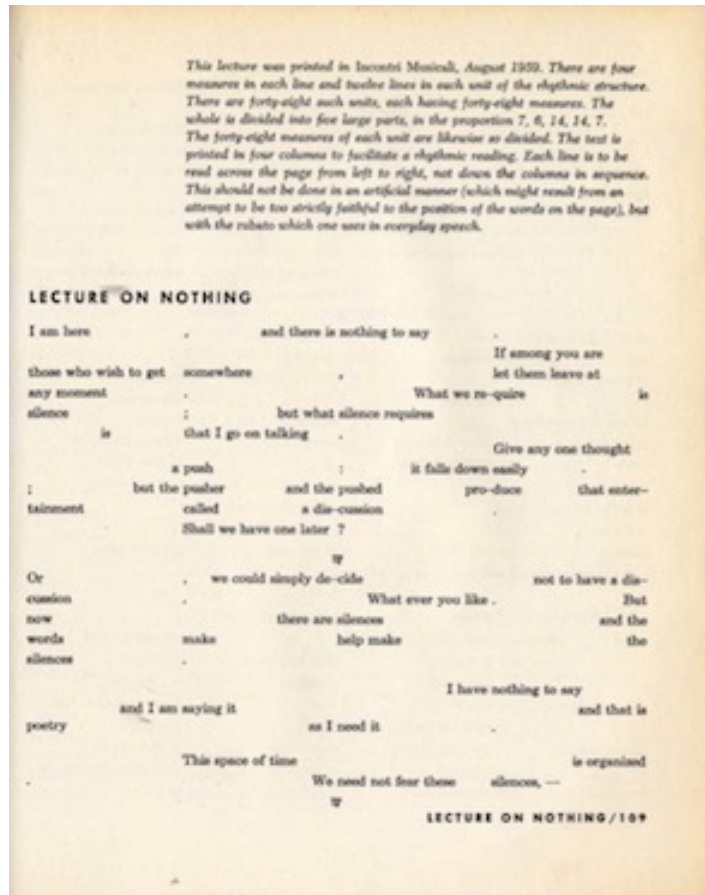 This lecture was printed in Incontri Musicali, August 1959. There are four
measures in each line and twelve lines in each unit of the rhythmic structure.
There are forty-eight such units, each having forty-eight measures. The
whole is divided into five large parts, in the proportion 7, 6, 14, 14, 7.
The forty-eight measures of each unit are likewise so divided. The text is
printed in four columns to facilitate a rhythmic reading. Each line is to be
read across the page from left to right, not down the columns in sequence.
This should not be done in an artificial manner (which might result from an
attempt to be too strictly faithful to the position of the words on the page), but
with the rubato which one uses in everyday speech.
LECTURE ON NOTHING
I am here , and there is nothing to say .
If among you are
those who wish to get somewhere , let them leave at
any moment . What we re-quire is
silence ; but what silence requires
is that I go on talking .
Give any one thought
a push : it falls down easily .
; but the pusher and the pushed pro-duce that enter-
tainment called a dis-cussion .
Shall we have one later ?
Or , we could simply de-cide not to have a dis-
cussion . What ever you like . But
now there are silences and the
words make help make the
silences .
I have nothing to say
and I am saying it and that is
poetry as I need it .
This space of time is organized
. We need not fear these silences, —
LECTURE ON NOTHING/109